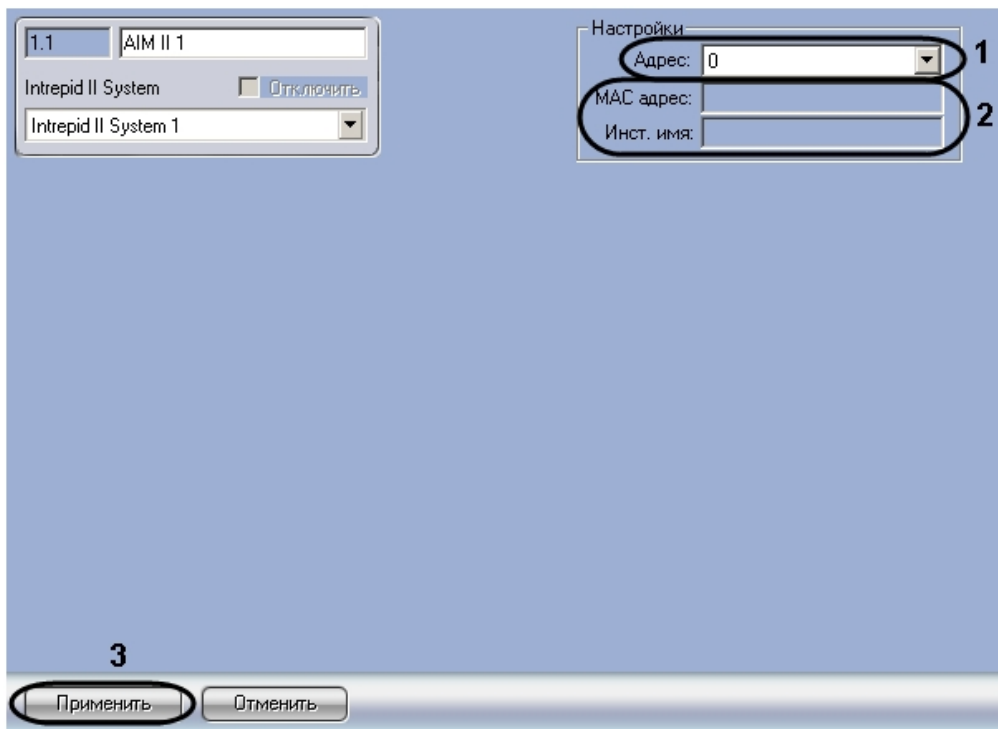 1.1 AIM II 1
Intrepid II System Отключить
Intrepid II System 1
Настройки
Адрес: 0 1
MAC адрес:
Инст. имя:
2
3
Применить Отменить